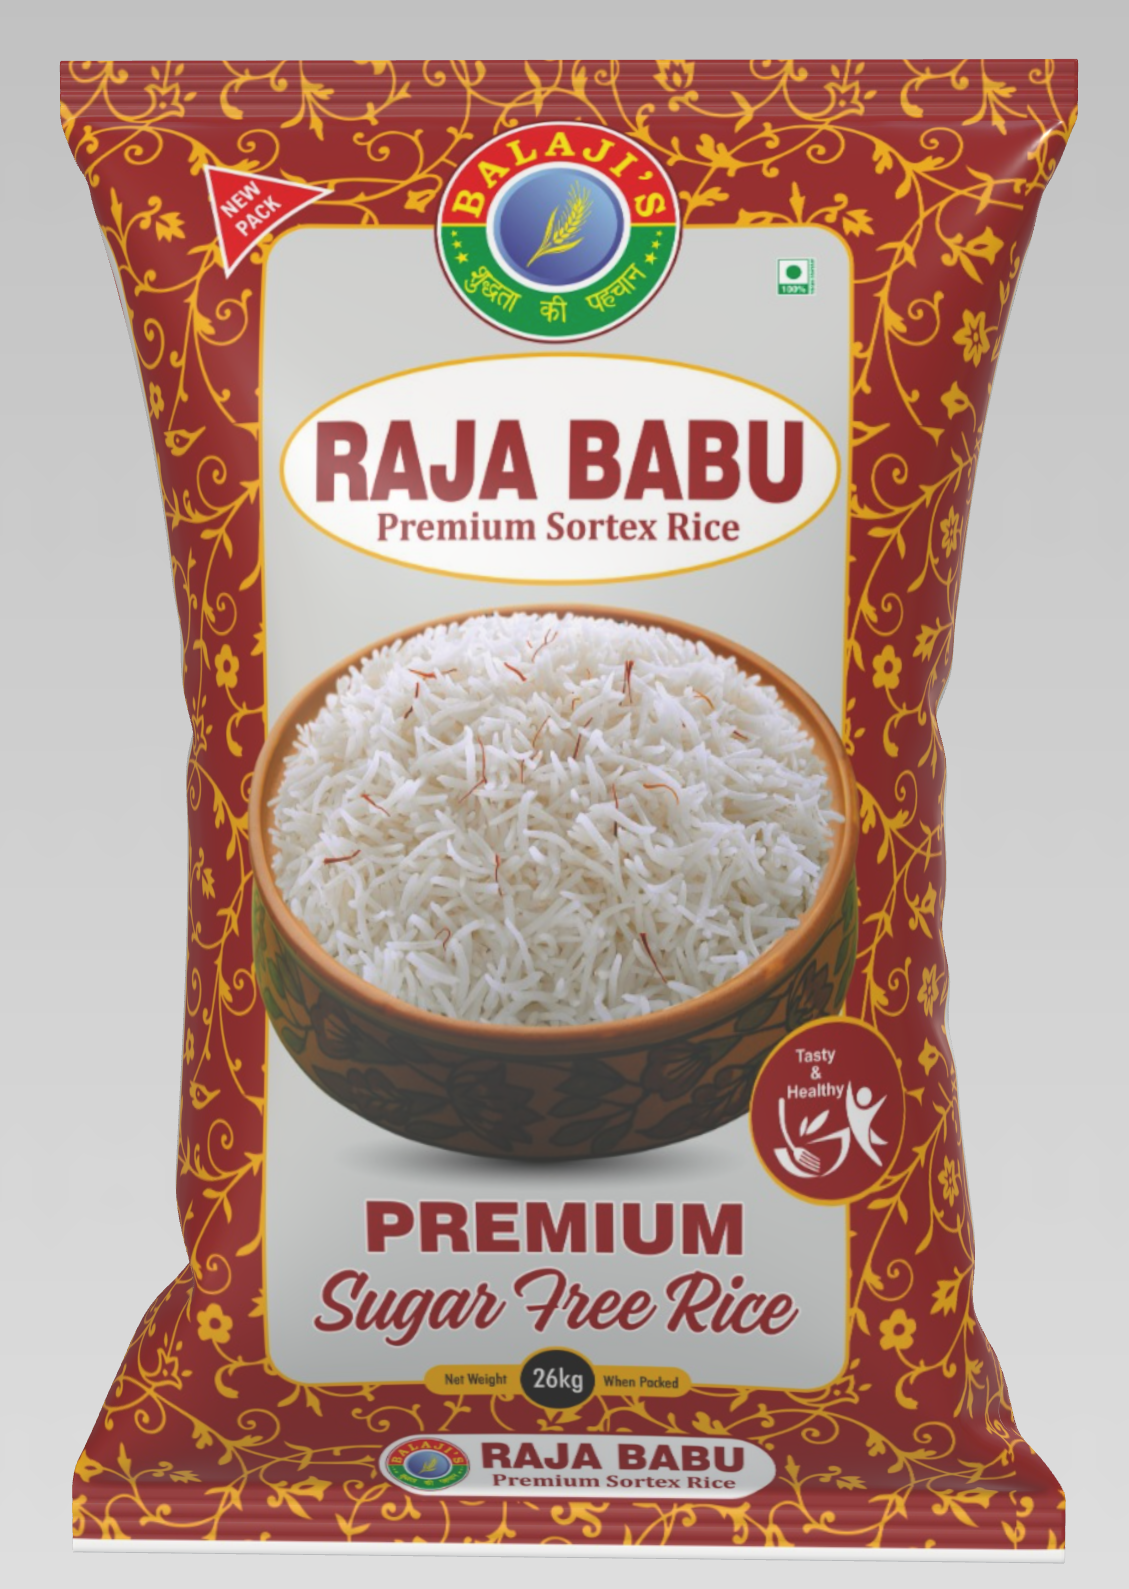 BALAJI'S
शुद्धता की पहचान
NEW
PACK
100%
RAJA BABU
Premium Sortex Rice
Tasty
&
Healthy
PREMIUM
Sugar Free Rice
Net Weight 26kg When Packed
BALAJI'S
RAJA BABU
Premium Sortex Rice